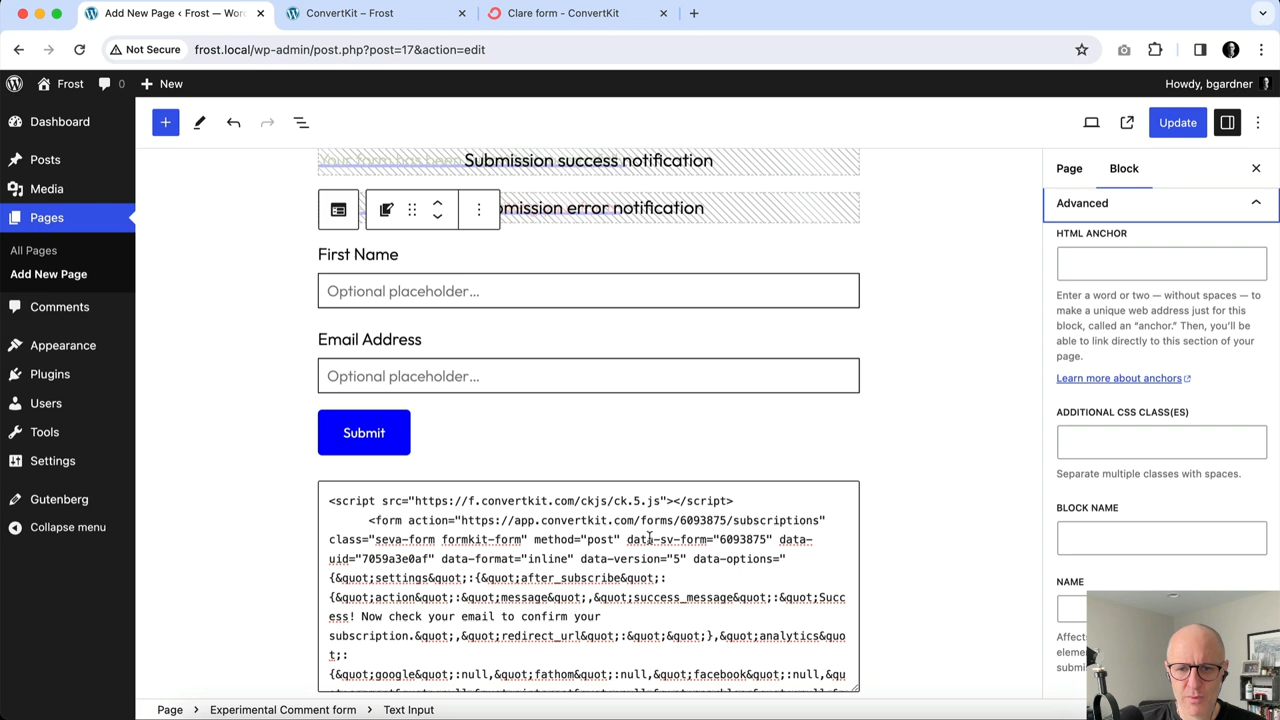 Add New Page ‹ Frost — Wor
ConvertKit – Frost
Clare form - ConvertKit
Not Secure
frost.local/wp-admin/post.php?post=17&action=edit
Frost
0
New
Howdy, bgardner
Dashboard
Posts
Media
Pages
All Pages
Add New Page
Comments
Appearance
Plugins
Users
Tools
Settings
Gutenberg
Collapse menu
Update
Your form has been Submission success notification
mission error notification
First Name
Optional placeholder…
Email Address
Optional placeholder…
Submit
<script src="https://f.convertkit.com/ckjs/ck.5.js"></script>
<form action="https://app.convertkit.com/forms/6093875/subscriptions"
class="seva-form formkit-form" method="post" data-sv-form="6093875" data-
uid="7059a3e0af" data-format="inline" data-version="5" data-options="
{&quot;settings&quot;:{&quot;after_subscribe&quot;:
{&quot;action&quot;:&quot;message&quot;,&quot;success_message&quot;:&quot;Succ
ess! Now check your email to confirm your
subscription.&quot;,&quot;redirect_url&quot;:&quot;&quot;},&quot;analytics&quo
t;:
{&quot;google&quot;:null,&quot;fathom&quot;:null,&quot;facebook&quot;:null,&qu
Page
Block
Advanced
HTML ANCHOR
Enter a word or two — without spaces — to
make a unique web address just for this
block, called an “anchor.” Then, you’ll be
able to link directly to this section of your
page.
Learn more about anchors
ADDITIONAL CSS CLASS(ES)
Separate multiple classes with spaces.
BLOCK NAME
NAME
Affects
elem
submi
Page › Experimental Comment form › Text Input